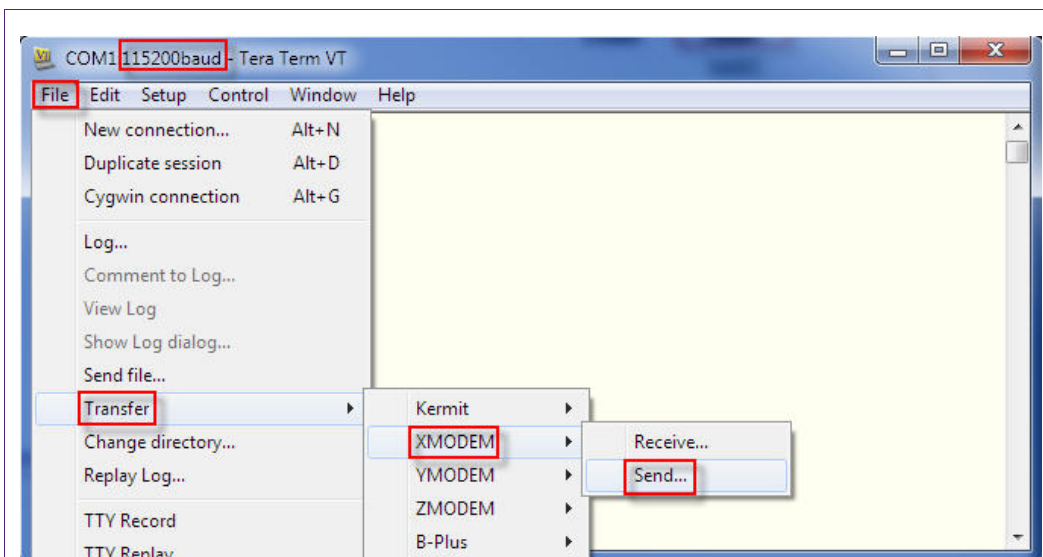 COM1:115200baud - Tera Term VT
File Edit Setup Control Window Help
New connection... Alt+N
Duplicate session Alt+D
Cygwin connection Alt+G
Log...
Comment to Log...
View Log
Show Log dialog...
Send file...
Transfer
Change directory...
Replay Log...
TTY Record
TTY Replay
Kermit
XMODEM
YMODEM
ZMODEM
B-Plus
Receive...
Send...